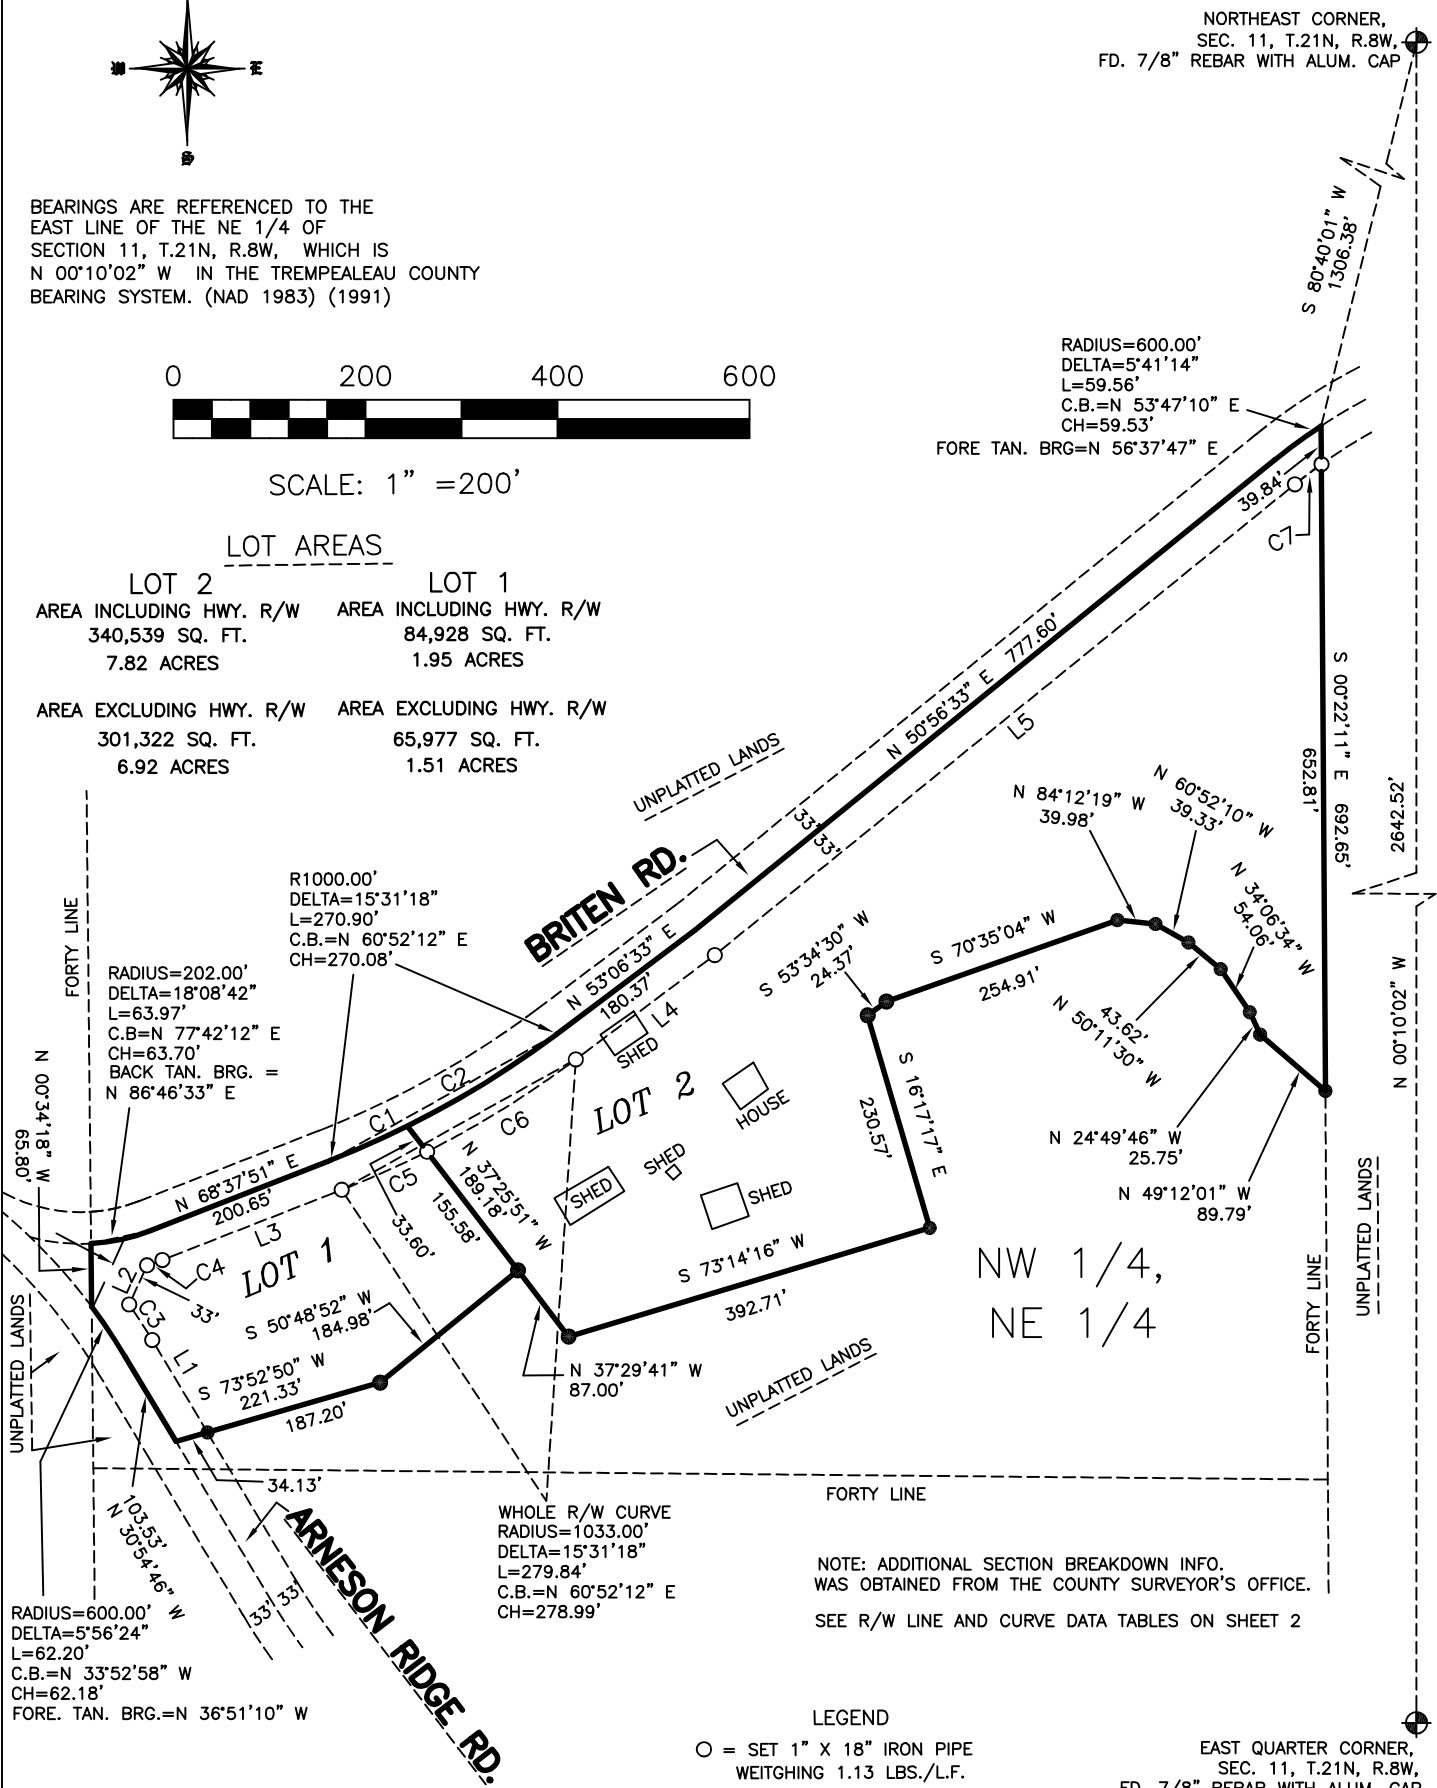 NORTHEAST CORNER,
SEC. 11, T.21N, R.8W,
FD. 7/8” REBAR WITH ALUM. CAP
W
E
S
BEARINGS ARE REFERENCED TO THE
EAST LINE OF THE NE 1/4 OF
SECTION 11, T.21N, R.8W, WHICH IS
N 00°10'02” W IN THE TREMPEALEAU COUNTY
BEARING SYSTEM. (NAD 1983) (1991)
S 80°40'01” W
1306.38'
0 200 400 600
SCALE: 1” =200'
RADIUS=600.00'
DELTA=5°41'14”
L=59.56'
C.B.=N 53°47'10” E
CH=59.53'
FORE TAN. BRG=N 56°37'47” E
39.84'
C7
LOT AREAS
LOT 2
AREA INCLUDING HWY. R/W
340,539 SQ. FT.
7.82 ACRES
AREA EXCLUDING HWY. R/W
301,322 SQ. FT.
6.92 ACRES
LOT 1
AREA INCLUDING HWY. R/W
84,928 SQ. FT.
1.95 ACRES
AREA EXCLUDING HWY. R/W
65,977 SQ. FT.
1.51 ACRES
N 50°56'33” E 777.60'
L5
S 00°22'11” E 692.65'
652.81'
2642.52'
N 00°10'02” W
UNPLATTED LANDS
BRITEN RD.
33'
33'
N 84°12'19” W
39.98'
N 60°52'10” W
39.33'
N 34°06'34” W
54.06'
43.62'
N 50°11'30” W
N 24°49'46” W
25.75'
N 49°12'01” W
89.79'
S 70°35'04” W
254.91'
S 53°34'30” W
24.37'
S 16°17'17” E
230.57'
R1000.00'
DELTA=15°31'18”
L=270.90'
C.B.=N 60°52'12” E
CH=270.08'
FORTY LINE
RADIUS=202.00'
DELTA=18°08'42”
L=63.97'
C.B=N 77°42'12” E
CH=63.70'
BACK TAN. BRG. =
N 86°46'33” E
N 00°34'18” W
65.80'
N 53°06'33” E
180.37'
L4
SHED
C2
C1
C6
C5
LOT 2
HOUSE
SHED
SHED
SHED
N 37°25'51” W
189.18'
155.58'
33.60'
N 68°37'51” E
200.65'
L3
LOT 1
C4
L2
33'
C3
L1
S 50°48'52” W
184.98'
S 73°52'50” W
221.33'
187.20'
34.13'
S 73°14'16” W
392.71'
N 37°29'41” W
87.00'
UNPLATTED LANDS
NW 1/4,
NE 1/4
FORTY LINE
UNPLATTED LANDS
UNPLATTED LANDS
FORTY LINE
103.53'
N 30°54'46” W
33'
33'
ARNESON RIDGE RD.
WHOLE R/W CURVE
RADIUS=1033.00'
DELTA=15°31'18”
L=279.84'
C.B.=N 60°52'12” E
CH=278.99'
NOTE: ADDITIONAL SECTION BREAKDOWN INFO.
WAS OBTAINED FROM THE COUNTY SURVEYOR'S OFFICE.
SEE R/W LINE AND CURVE DATA TABLES ON SHEET 2
RADIUS=600.00'
DELTA=5°56'24”
L=62.20'
C.B.=N 33°52'58” W
CH=62.18'
FORE. TAN. BRG.=N 36°51'10” W
LEGEND
= SET 1” X 18” IRON PIPE
WEITGHING 1.13 LBS./L.F.
EAST QUARTER CORNER,
SEC. 11, T.21N, R.8W,
FD. 7/8” REBAR WITH ALUM. CAP